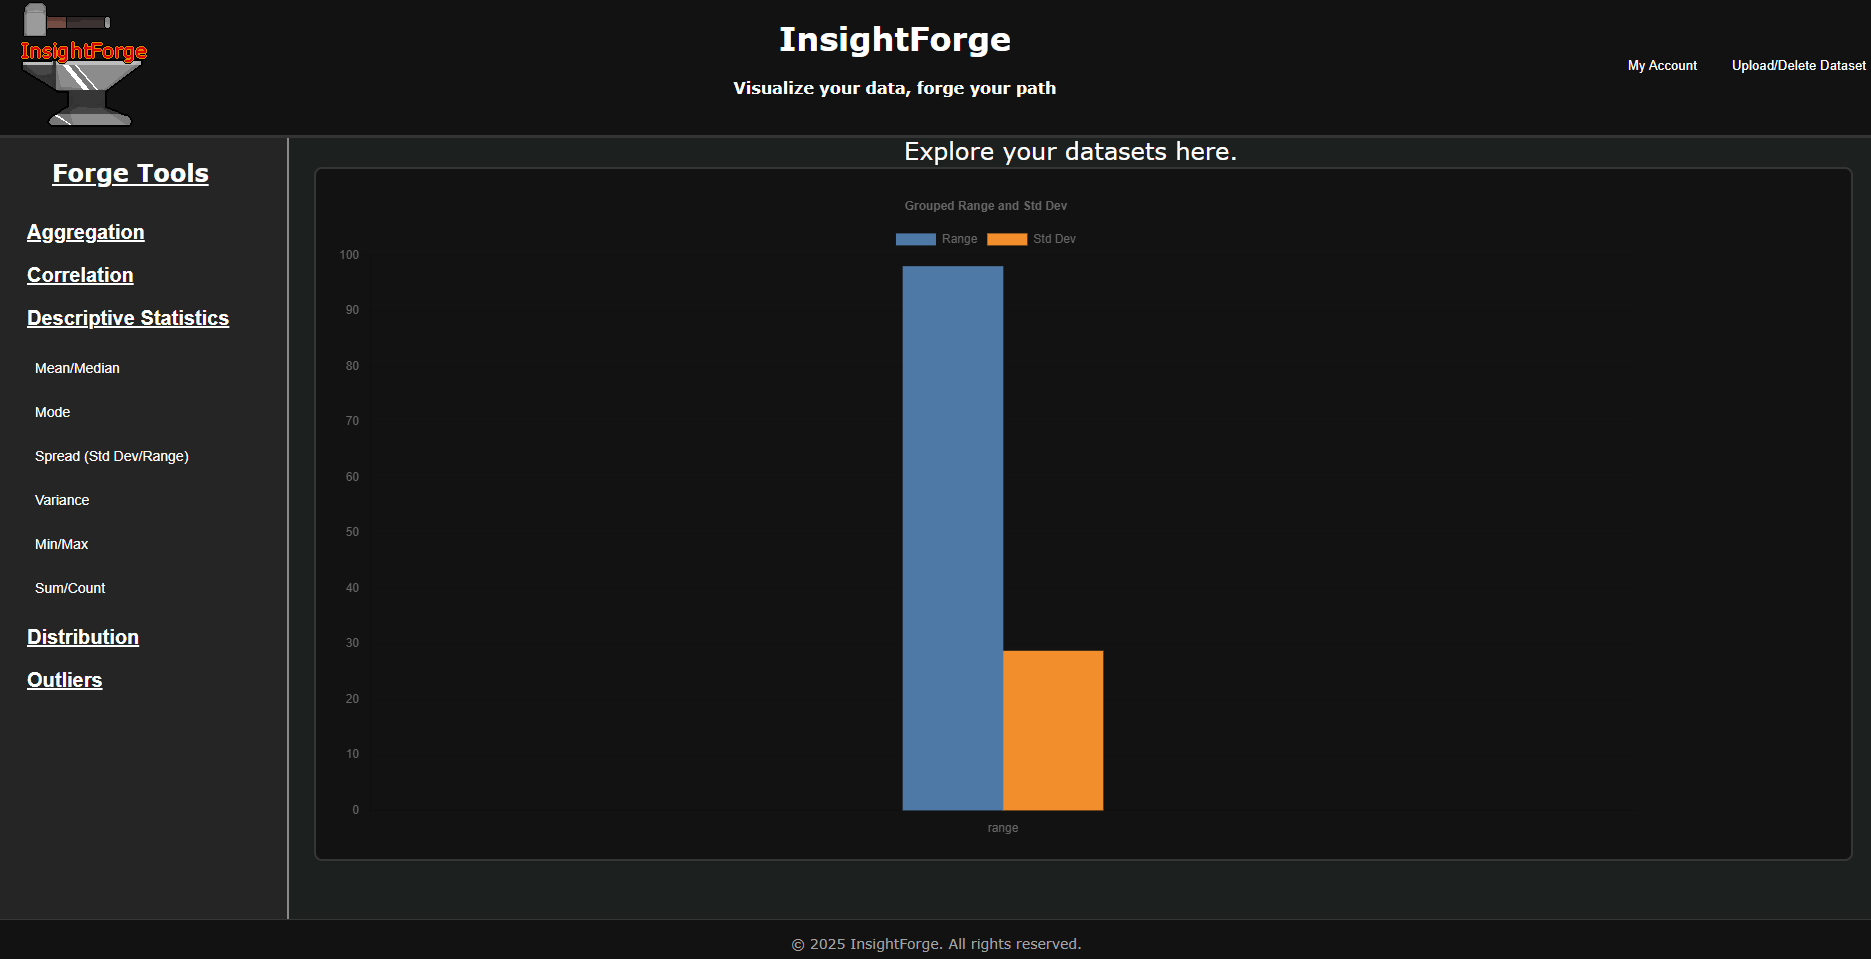 InsightForge
InsightForge
Visualize your data, forge your path
My Account
Upload/Delete Dataset
Forge Tools
Aggregation
Correlation
Descriptive Statistics
Mean/Median
Mode
Spread (Std Dev/Range)
Variance
Min/Max
Sum/Count
Distribution
Outliers
Explore your datasets here.
Grouped Range and Std Dev
Range
Std Dev
100
90
80
70
60
50
40
30
20
10
0
range
© 2025 InsightForge. All rights reserved.